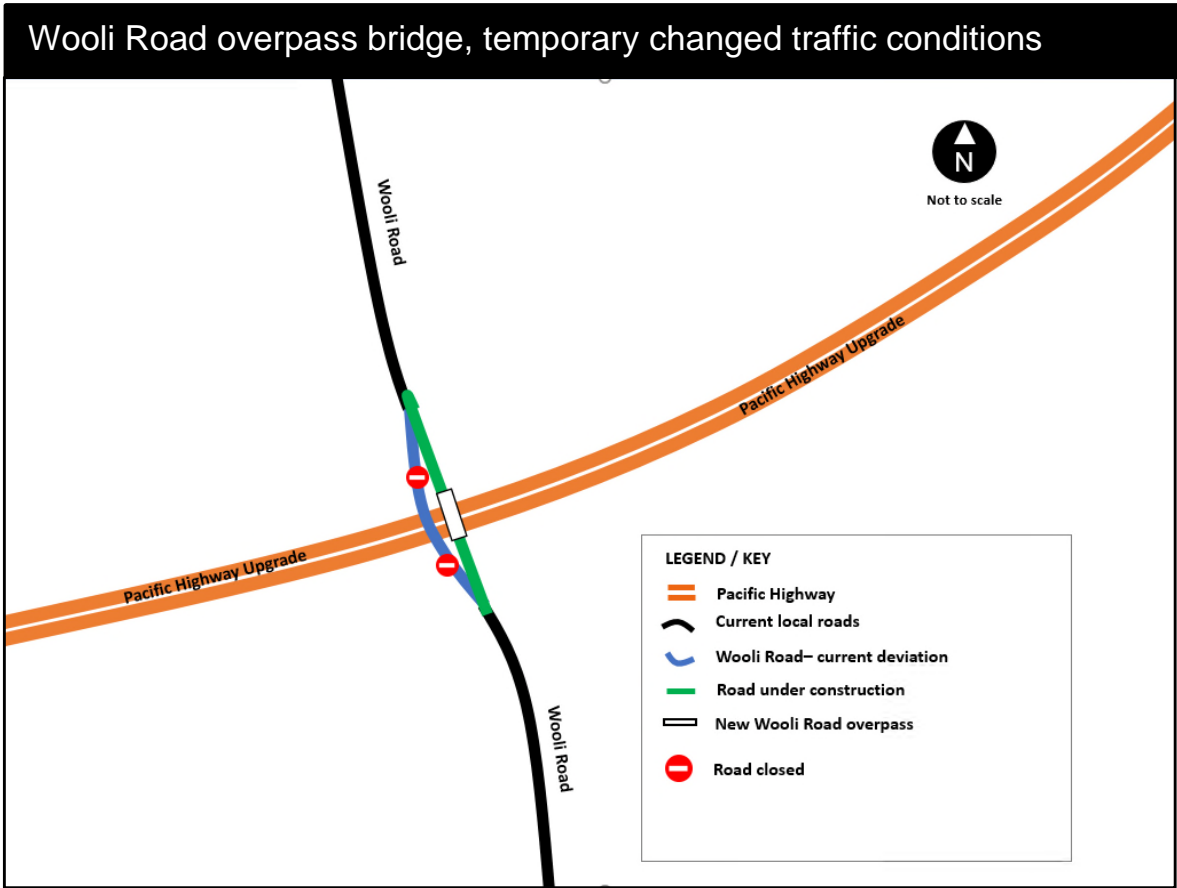 Wooli Road overpass bridge, temporary changed traffic conditions
N
Not to scale
Wooli Road
Pacific Highway Upgrade
Pacific Highway Upgrade
Wooli Road
LEGEND / KEY
Pacific Highway
Current local roads
Wooli Road– current deviation
Road under construction
New Wooli Road overpass
Road closed